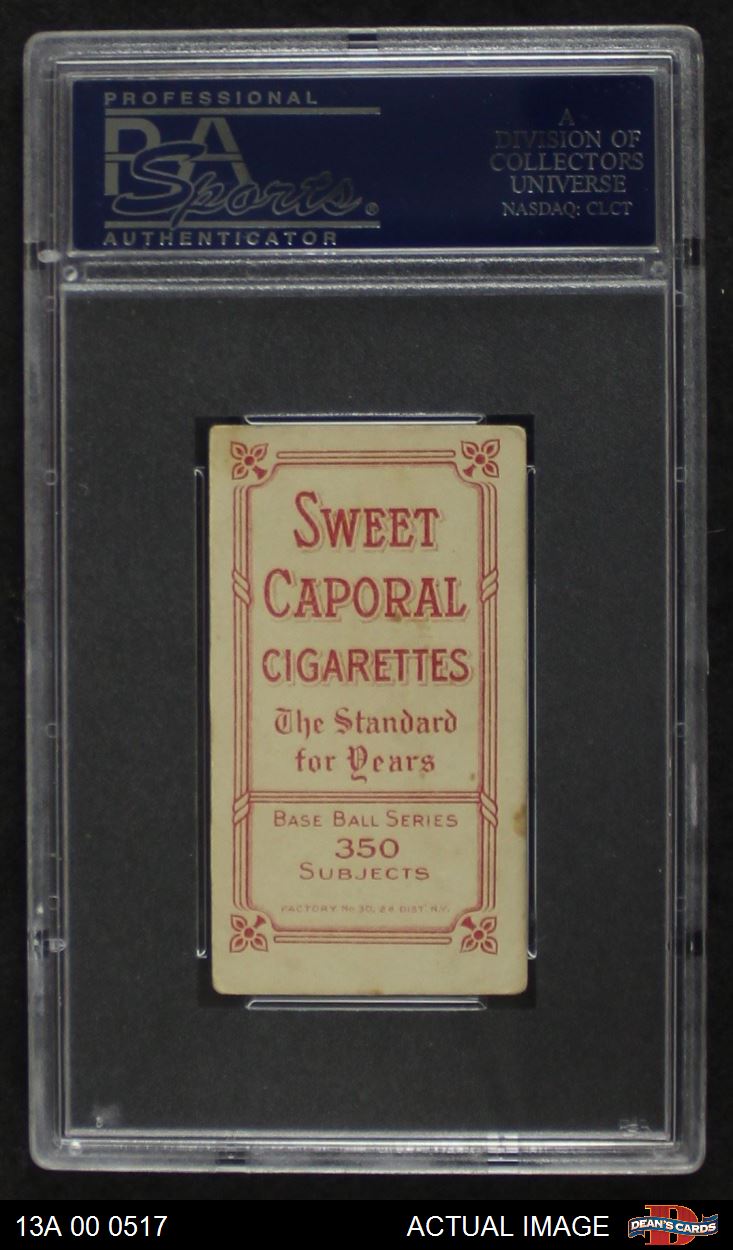 PROFESSIONAL
PSA
Sports®
AUTHENTICATOR
A
DIVISION OF
COLLECTORS
UNIVERSE
NASDAQ: CLCT
SWEET
CAPORAL
CIGARETTES
The Standard
for Years
BASE BALL SERIES
350
SUBJECTS
FACTORY No 30, 2d DIST. N.Y.
13A 00 0517
ACTUAL IMAGE
D
DEAN'S CARDS